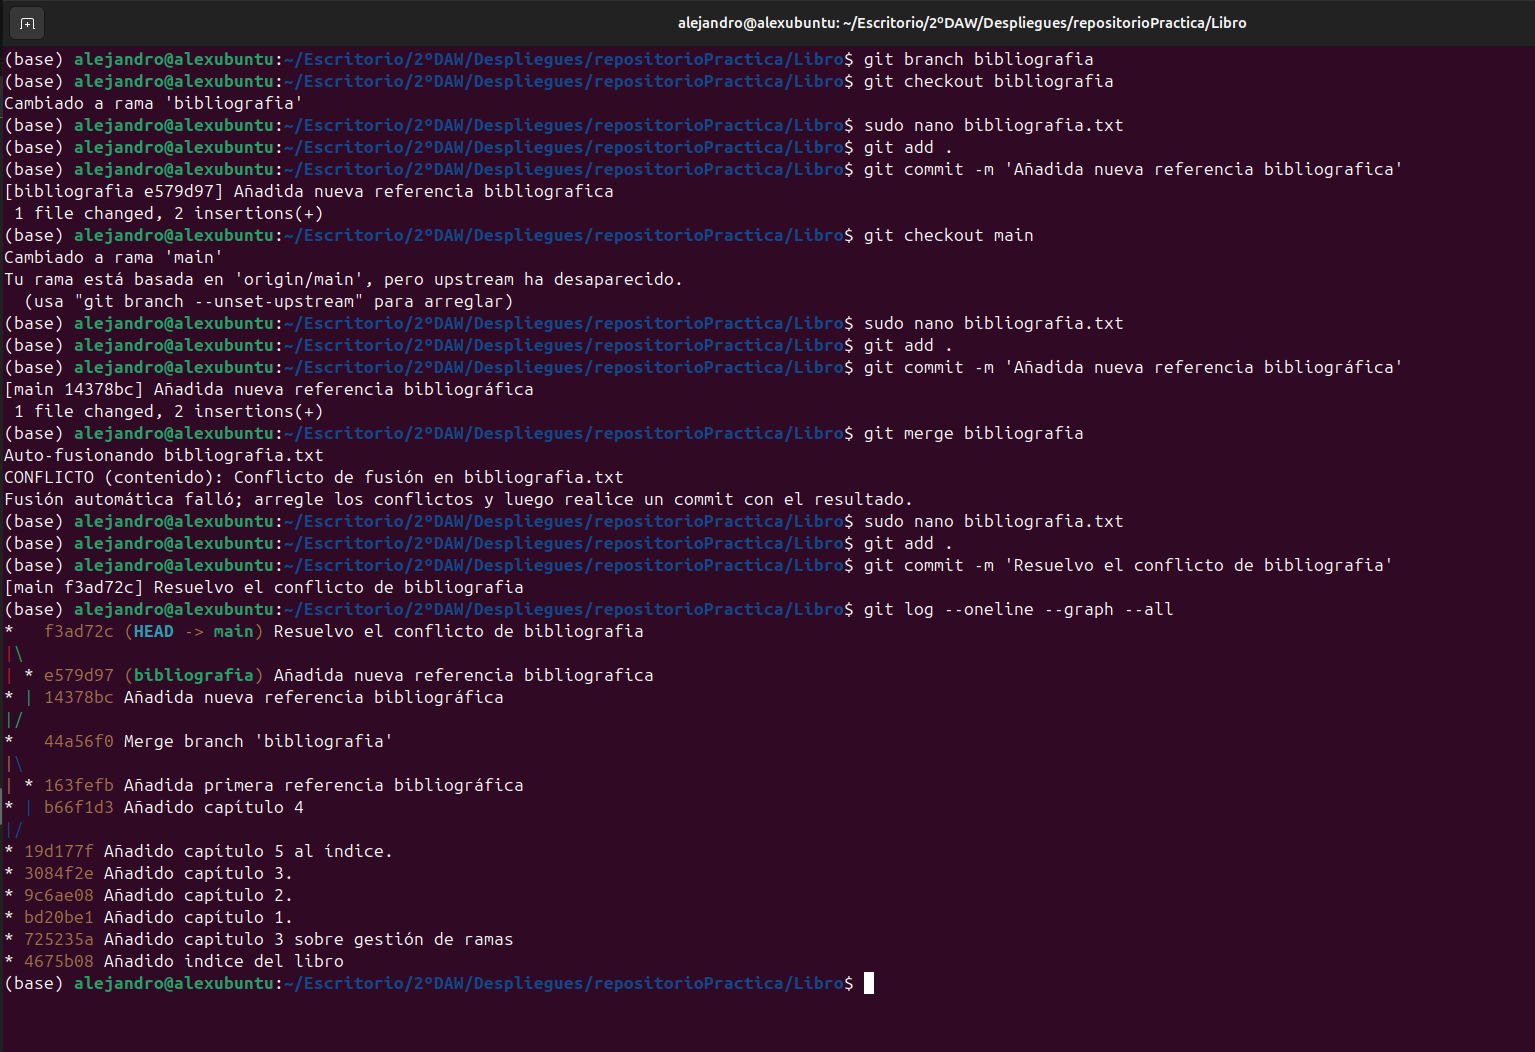 alejandro@alexubuntu: ~/Escritorio/2ºDAW/Despliegues/repositorioPractica/Libro
(base) alejandro@alexubuntu:~/Escritorio/2ºDAW/Despliegues/repositorioPractica/Libro$ git branch bibliografia
(base) alejandro@alexubuntu:~/Escritorio/2ºDAW/Despliegues/repositorioPractica/Libro$ git checkout bibliografia
Cambiado a rama 'bibliografia'
(base) alejandro@alexubuntu:~/Escritorio/2ºDAW/Despliegues/repositorioPractica/Libro$ sudo nano bibliografia.txt
(base) alejandro@alexubuntu:~/Escritorio/2ºDAW/Despliegues/repositorioPractica/Libro$ git add .
(base) alejandro@alexubuntu:~/Escritorio/2ºDAW/Despliegues/repositorioPractica/Libro$ git commit -m 'Añadida nueva referencia bibliografica'
[bibliografia e579d97] Añadida nueva referencia bibliografica
 1 file changed, 2 insertions(+)
(base) alejandro@alexubuntu:~/Escritorio/2ºDAW/Despliegues/repositorioPractica/Libro$ git checkout main
Cambiado a rama 'main'
Tu rama está basada en 'origin/main', pero upstream ha desaparecido.
  (usa "git branch --unset-upstream" para arreglar)
(base) alejandro@alexubuntu:~/Escritorio/2ºDAW/Despliegues/repositorioPractica/Libro$ sudo nano bibliografia.txt
(base) alejandro@alexubuntu:~/Escritorio/2ºDAW/Despliegues/repositorioPractica/Libro$ git add .
(base) alejandro@alexubuntu:~/Escritorio/2ºDAW/Despliegues/repositorioPractica/Libro$ git commit -m 'Añadida nueva referencia bibliográfica'
[main 14378bc] Añadida nueva referencia bibliográfica
 1 file changed, 2 insertions(+)
(base) alejandro@alexubuntu:~/Escritorio/2ºDAW/Despliegues/repositorioPractica/Libro$ git merge bibliografia
Auto-fusionando bibliografia.txt
CONFLICTO (contenido): Conflicto de fusión en bibliografia.txt
Fusión automática falló; arregle los conflictos y luego realice un commit con el resultado.
(base) alejandro@alexubuntu:~/Escritorio/2ºDAW/Despliegues/repositorioPractica/Libro$ sudo nano bibliografia.txt
(base) alejandro@alexubuntu:~/Escritorio/2ºDAW/Despliegues/repositorioPractica/Libro$ git add .
(base) alejandro@alexubuntu:~/Escritorio/2ºDAW/Despliegues/repositorioPractica/Libro$ git commit -m 'Resuelvo el conflicto de bibliografia'
[main f3ad72c] Resuelvo el conflicto de bibliografia
(base) alejandro@alexubuntu:~/Escritorio/2ºDAW/Despliegues/repositorioPractica/Libro$ git log --oneline --graph --all
*   f3ad72c (HEAD -> main) Resuelvo el conflicto de bibliografia
|\
| * e579d97 (bibliografia) Añadida nueva referencia bibliografica
* | 14378bc Añadida nueva referencia bibliográfica
|/
*   44a56f0 Merge branch 'bibliografia'
|\
| * 163fefb Añadida primera referencia bibliográfica
* | b66f1d3 Añadido capítulo 4
|/
* 19d177f Añadido capítulo 5 al índice.
* 3084f2e Añadido capítulo 3.
* 9c6ae08 Añadido capítulo 2.
* bd20be1 Añadido capítulo 1.
* 725235a Añadido capitulo 3 sobre gestión de ramas
* 4675b08 Añadido indice del libro
(base) alejandro@alexubuntu:~/Escritorio/2ºDAW/Despliegues/repositorioPractica/Libro$